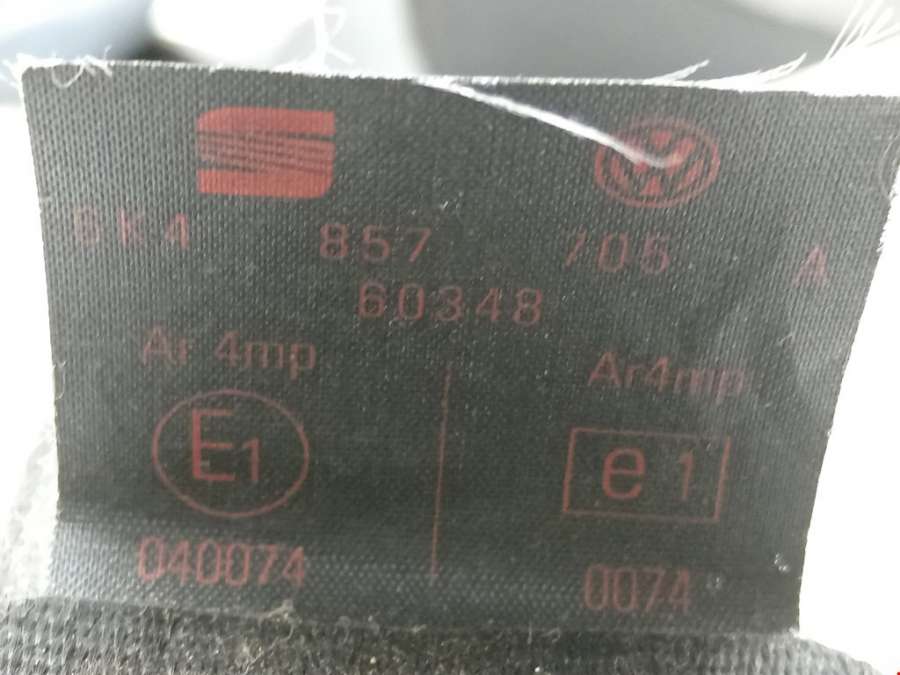 6K4 857 706 A
60348
Ar 4mp Ar4mp
E1 e1
040074 0074